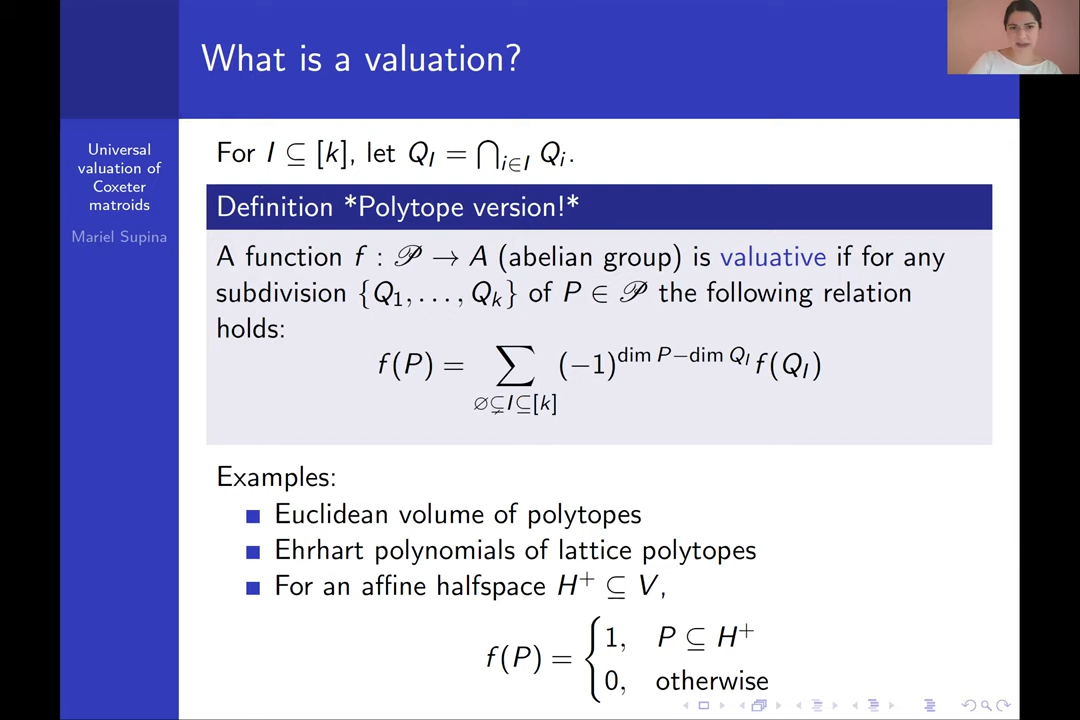 What is a valuation?
Universal
valuation of
Coxeter
matroids
Mariel Supina
For I ⊆ [k], let Q_I = ⋂_{i∈I} Q_i.
Definition *Polytope version!*
A function f : 𝒫 → A (abelian group) is valuative if for any
subdivision {Q_1, . . . , Q_k} of P ∈ 𝒫 the following relation
holds:
f(P) = ∑_{∅⊊I⊆[k]} (−1)^{dim P−dim Q_I} f(Q_I)
Examples:
Euclidean volume of polytopes
Ehrhart polynomials of lattice polytopes
For an affine halfspace H^+ ⊆ V,
f(P) = { 1, P ⊆ H^+
0, otherwise